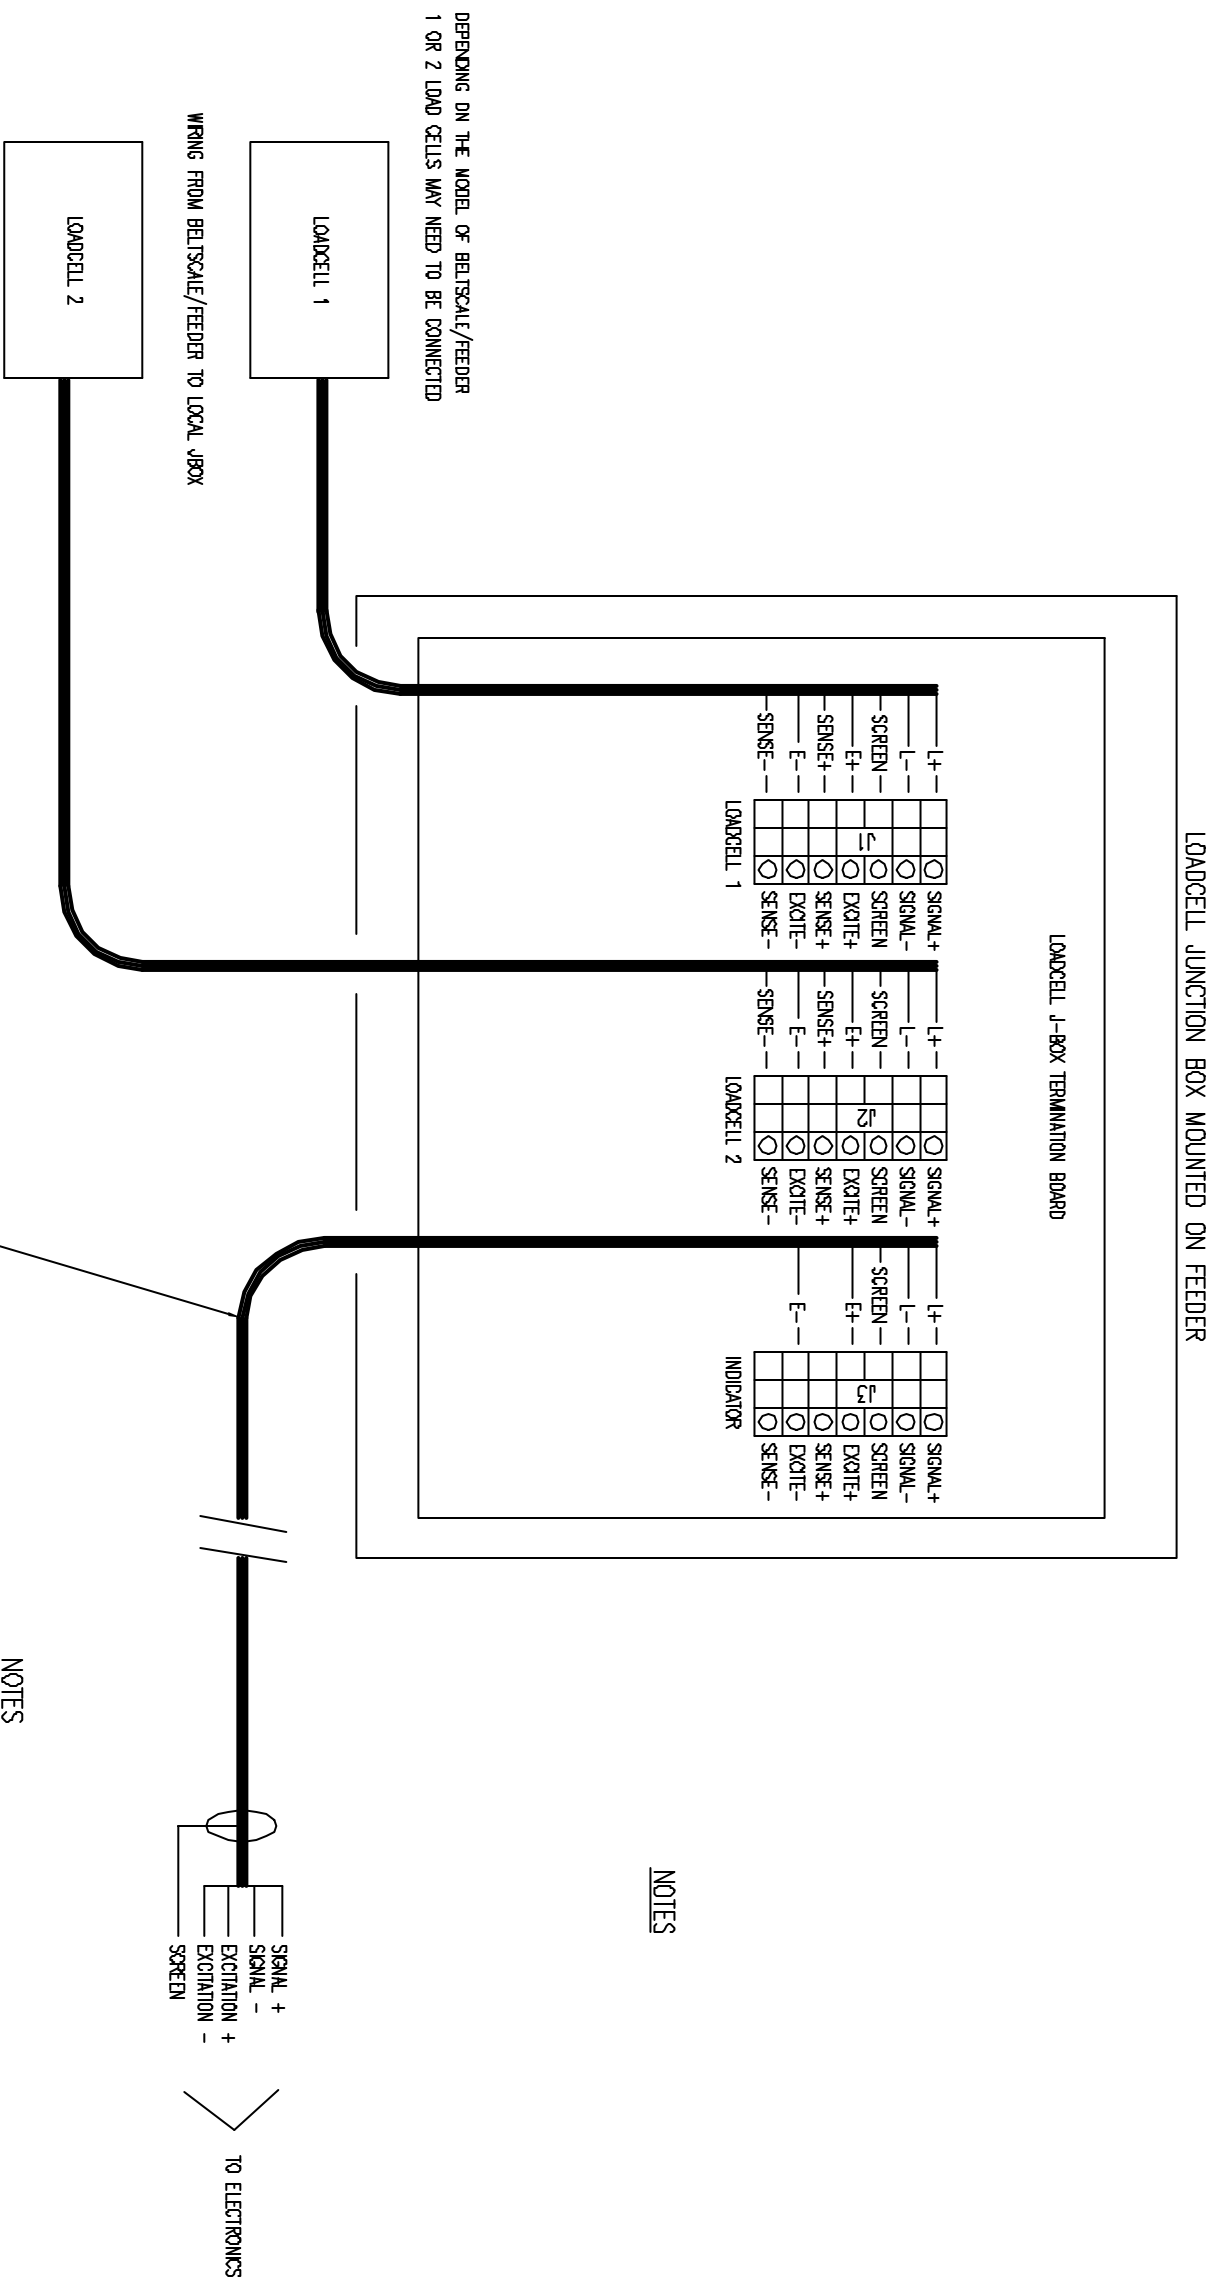 LOADCELL JUNCTION BOX MOUNTED ON FEEDER
LOADCELL J-BOX TERMINATION BOARD
L+
L-
SCREEN
E+
SENSE+
E-
SENSE-
J1
SIGNAL+
SIGNAL-
SCREEN
EXCITE+
SENSE+
EXCITE-
SENSE-
LOADCELL 1
L+
L-
SCREEN
E+
SENSE+
E-
SENSE-
J2
SIGNAL+
SIGNAL-
SCREEN
EXCITE+
SENSE+
EXCITE-
SENSE-
LOADCELL 2
L+
L-
SCREEN
E+
E-
J3
SIGNAL+
SIGNAL-
SCREEN
EXCITE+
SENSE+
EXCITE-
SENSE-
INDICATOR
NOTES
DEPENDING ON THE MODEL OF BELTSCALE/FEEDER
1 OR 2 LOAD CELLS MAY NEED TO BE CONNECTED
LOADCELL 1
WIRING FROM BELTSCALE/FEEDER TO LOCAL JBOX
LOADCELL 2
SIGNAL +
SIGNAL -
EXCITATION +
EXCITATION -
SCREEN
TO ELECTRONICS
NOTES